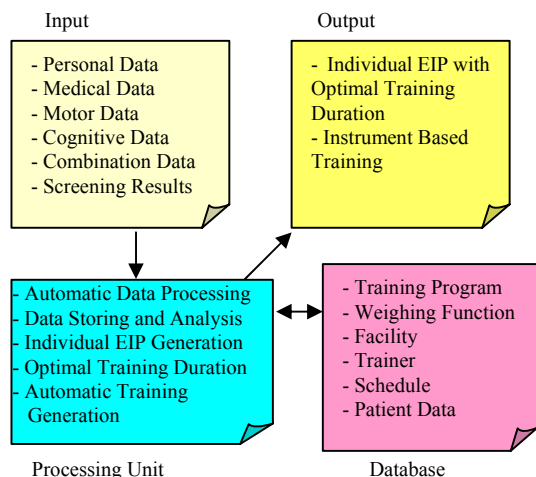 Input
- Personal Data
- Medical Data
- Motor Data
- Cognitive Data
- Combination Data
- Screening Results
Output
- Individual EIP with
Optimal Training
Duration
- Instrument Based
Training
- Automatic Data Processing
- Data Storing and Analysis
- Individual EIP Generation
- Optimal Training Duration
- Automatic Training
Generation
Processing Unit
- Training Program
- Weighing Function
- Facility
- Trainer
- Schedule
- Patient Data
Database